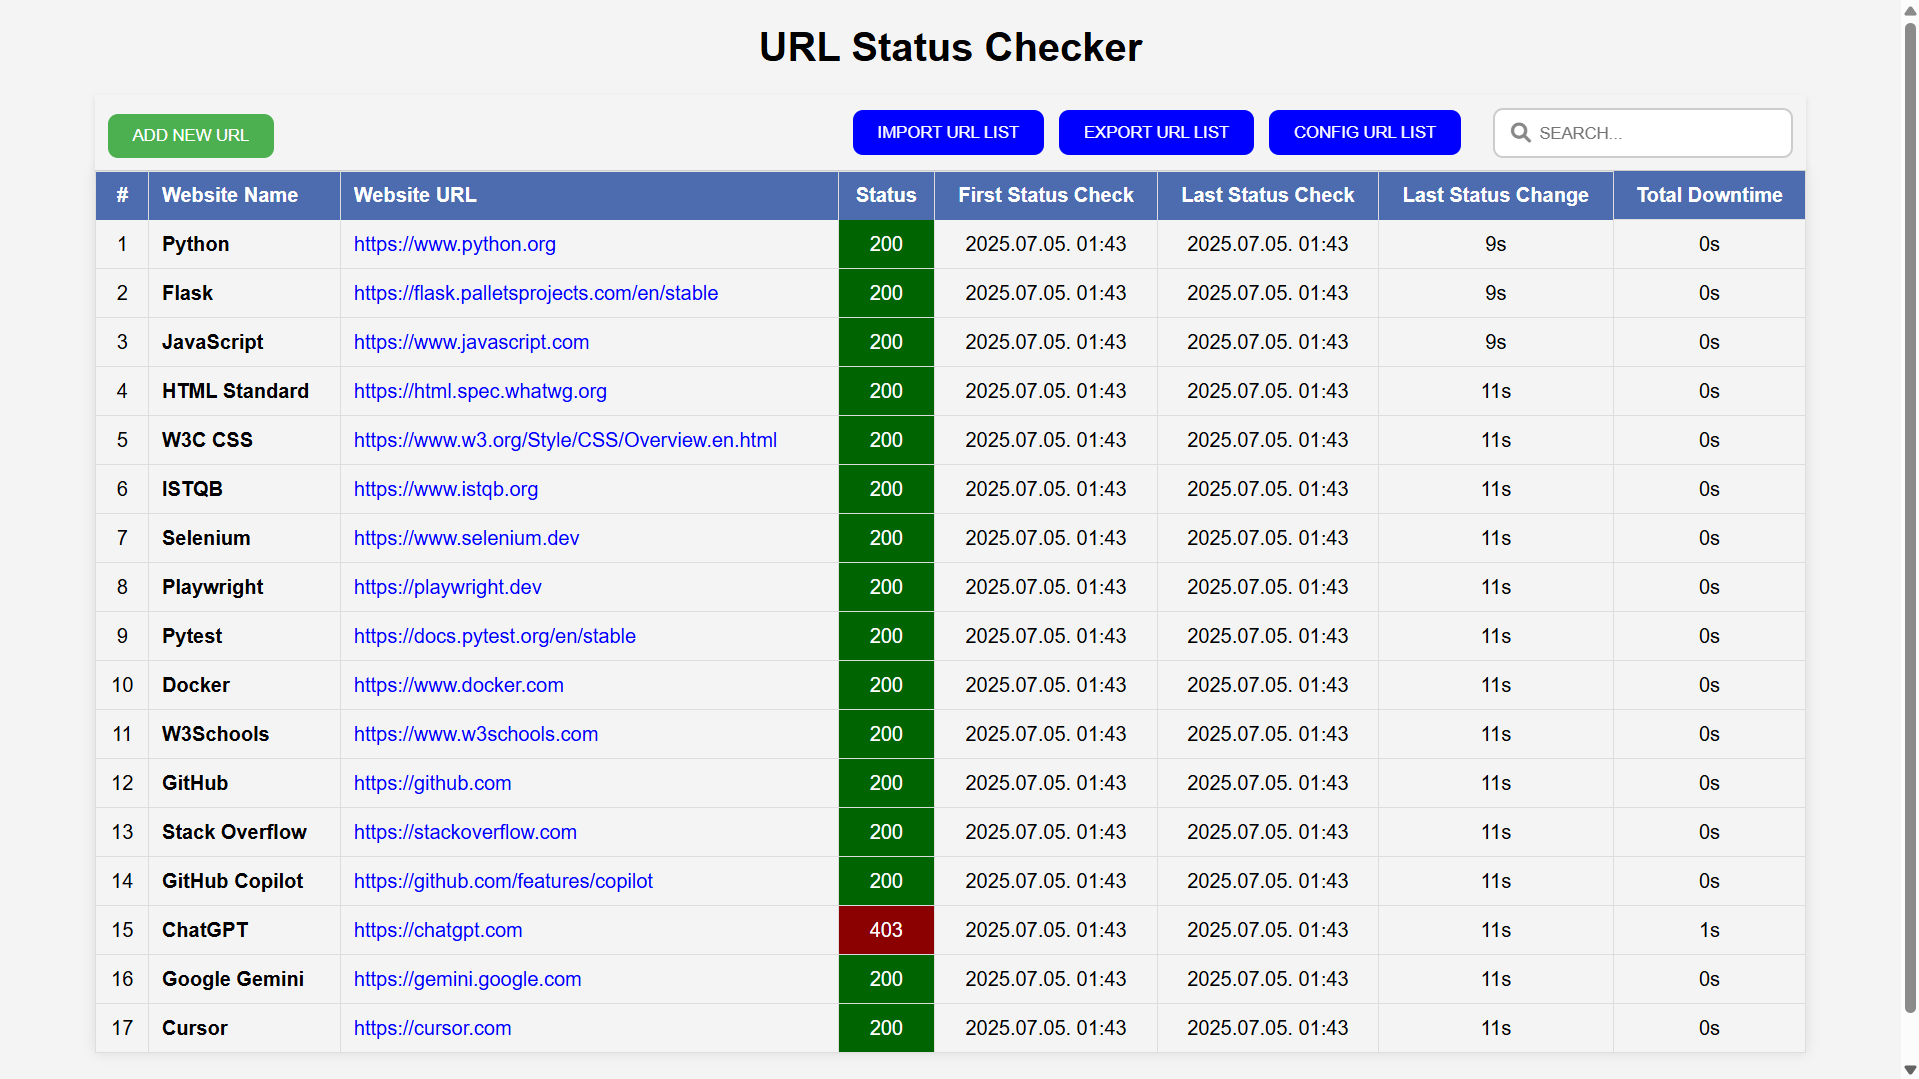 URL Status Checker
ADD NEW URL IMPORT URL LIST EXPORT URL LIST CONFIG URL LIST SEARCH...
# Website Name Website URL Status First Status Check Last Status Check Last Status Change Total Downtime
1 Python https://www.python.org 200 2025.07.05. 01:43 2025.07.05. 01:43 9s 0s
2 Flask https://flask.palletsprojects.com/en/stable 200 2025.07.05. 01:43 2025.07.05. 01:43 9s 0s
3 JavaScript https://www.javascript.com 200 2025.07.05. 01:43 2025.07.05. 01:43 9s 0s
4 HTML Standard https://html.spec.whatwg.org 200 2025.07.05. 01:43 2025.07.05. 01:43 11s 0s
5 W3C CSS https://www.w3.org/Style/CSS/Overview.en.html 200 2025.07.05. 01:43 2025.07.05. 01:43 11s 0s
6 ISTQB https://www.istqb.org 200 2025.07.05. 01:43 2025.07.05. 01:43 11s 0s
7 Selenium https://www.selenium.dev 200 2025.07.05. 01:43 2025.07.05. 01:43 11s 0s
8 Playwright https://playwright.dev 200 2025.07.05. 01:43 2025.07.05. 01:43 11s 0s
9 Pytest https://docs.pytest.org/en/stable 200 2025.07.05. 01:43 2025.07.05. 01:43 11s 0s
10 Docker https://www.docker.com 200 2025.07.05. 01:43 2025.07.05. 01:43 11s 0s
11 W3Schools https://www.w3schools.com 200 2025.07.05. 01:43 2025.07.05. 01:43 11s 0s
12 GitHub https://github.com 200 2025.07.05. 01:43 2025.07.05. 01:43 11s 0s
13 Stack Overflow https://stackoverflow.com 200 2025.07.05. 01:43 2025.07.05. 01:43 11s 0s
14 GitHub Copilot https://github.com/features/copilot 200 2025.07.05. 01:43 2025.07.05. 01:43 11s 0s
15 ChatGPT https://chatgpt.com 403 2025.07.05. 01:43 2025.07.05. 01:43 11s 1s
16 Google Gemini https://gemini.google.com 200 2025.07.05. 01:43 2025.07.05. 01:43 11s 0s
17 Cursor https://cursor.com 200 2025.07.05. 01:43 2025.07.05. 01:43 11s 0s